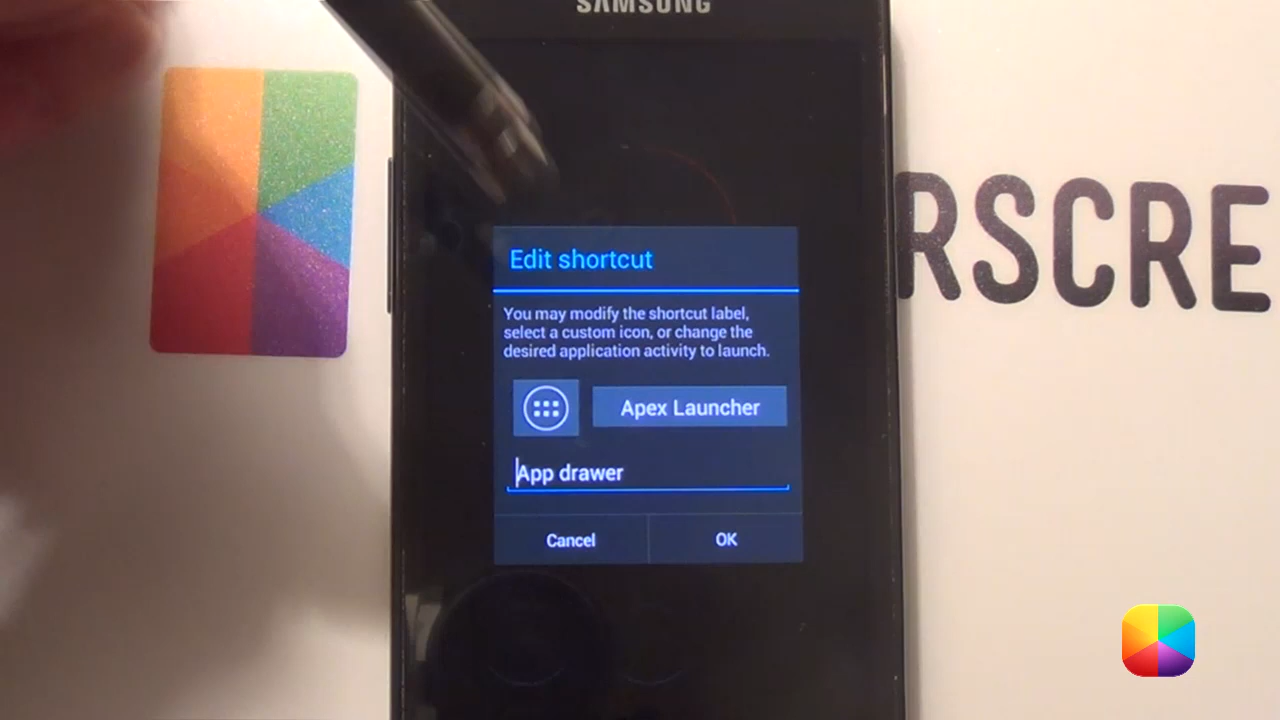 SAMSUNG
RSCRE
Edit shortcut
You may modify the shortcut label,
select a custom icon, or change the
desired application activity to launch.
Apex Launcher
App drawer
Cancel
OK